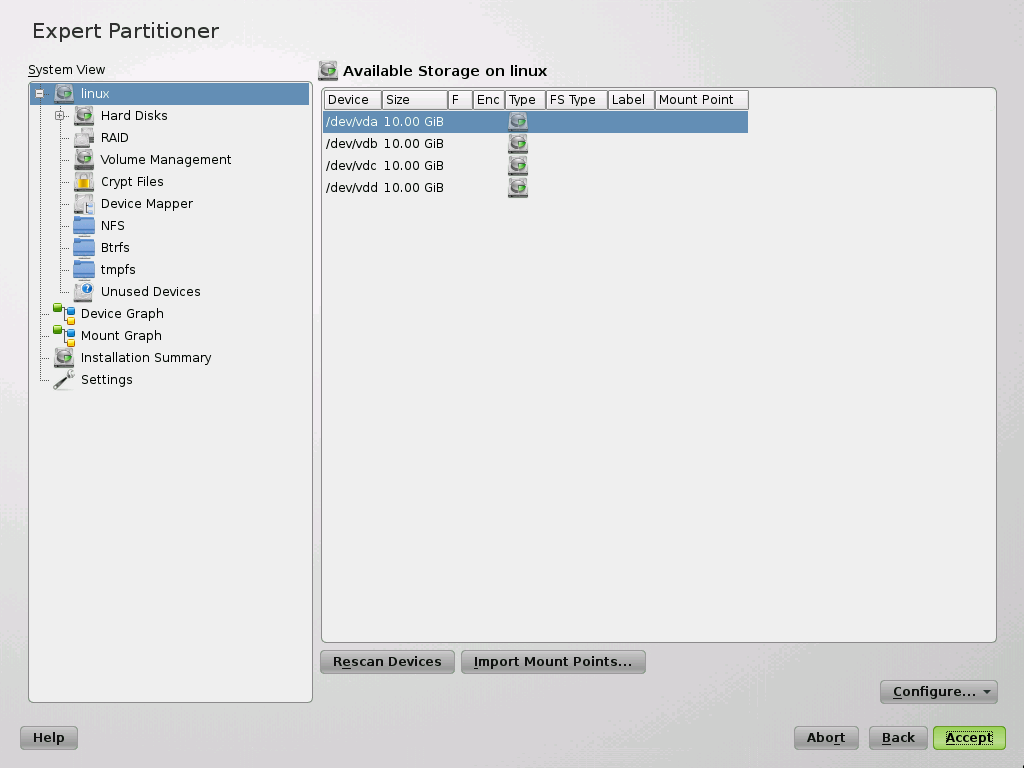 Expert Partitioner
System View
linux
Hard Disks
RAID
Volume Management
Crypt Files
Device Mapper
NFS
Btrfs
tmpfs
Unused Devices
Device Graph
Mount Graph
Installation Summary
Settings
Available Storage on linux
Device Size F Enc Type FS Type Label Mount Point
/dev/vda 10.00 GiB
/dev/vdb 10.00 GiB
/dev/vdc 10.00 GiB
/dev/vdd 10.00 GiB
Rescan Devices Import Mount Points...
Configure...
Help Abort Back Accept